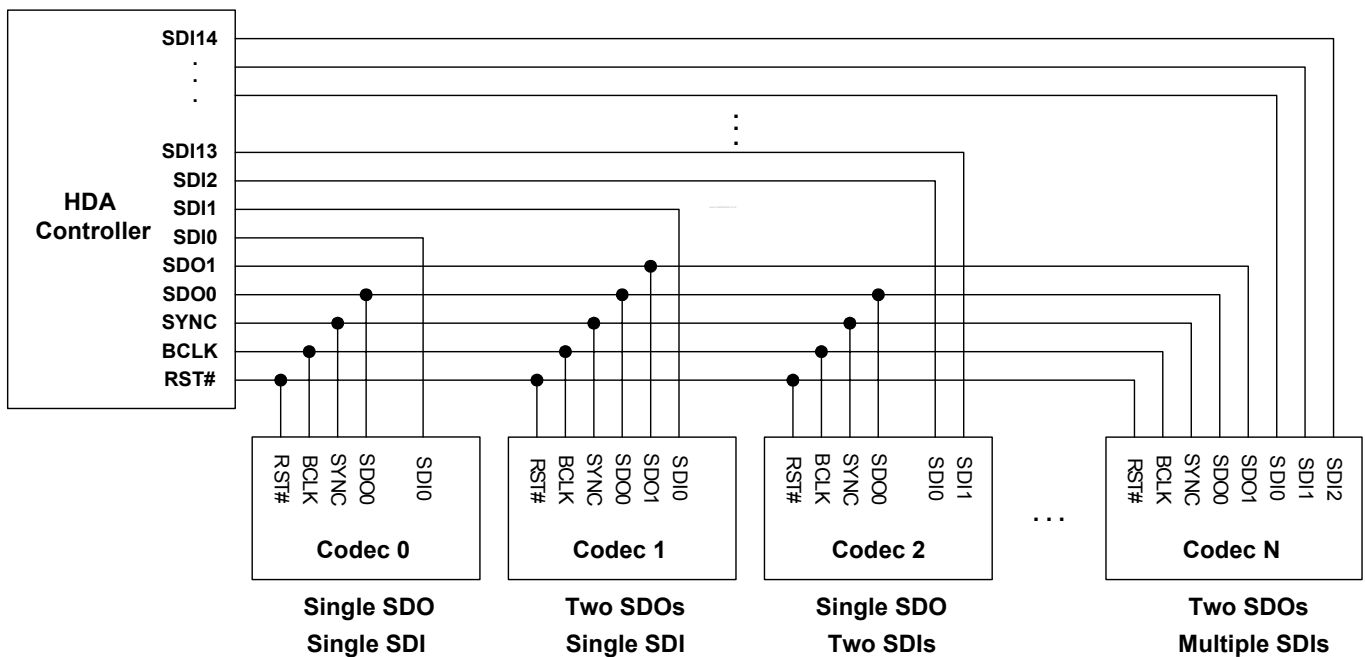 SDI14
.
.
.
SDI13
SDI2
SDI1
SDI0
SDO1
SDO0
SYNC
BCLK
RST#
HDA
Controller
RST#
BCLK
SYNC
SDO0
SDI0
Codec 0
Single SDO
Single SDI
RST#
BCLK
SYNC
SDO0
SDO1
SDI0
Codec 1
Two SDOs
Single SDI
RST#
BCLK
SYNC
SDO0
SDI0
SDI1
Codec 2
Single SDO
Two SDIs
. . .
RST#
BCLK
SYNC
SDO0
SDO1
SDI0
SDI1
SDI2
Codec N
Two SDOs
Multiple SDIs